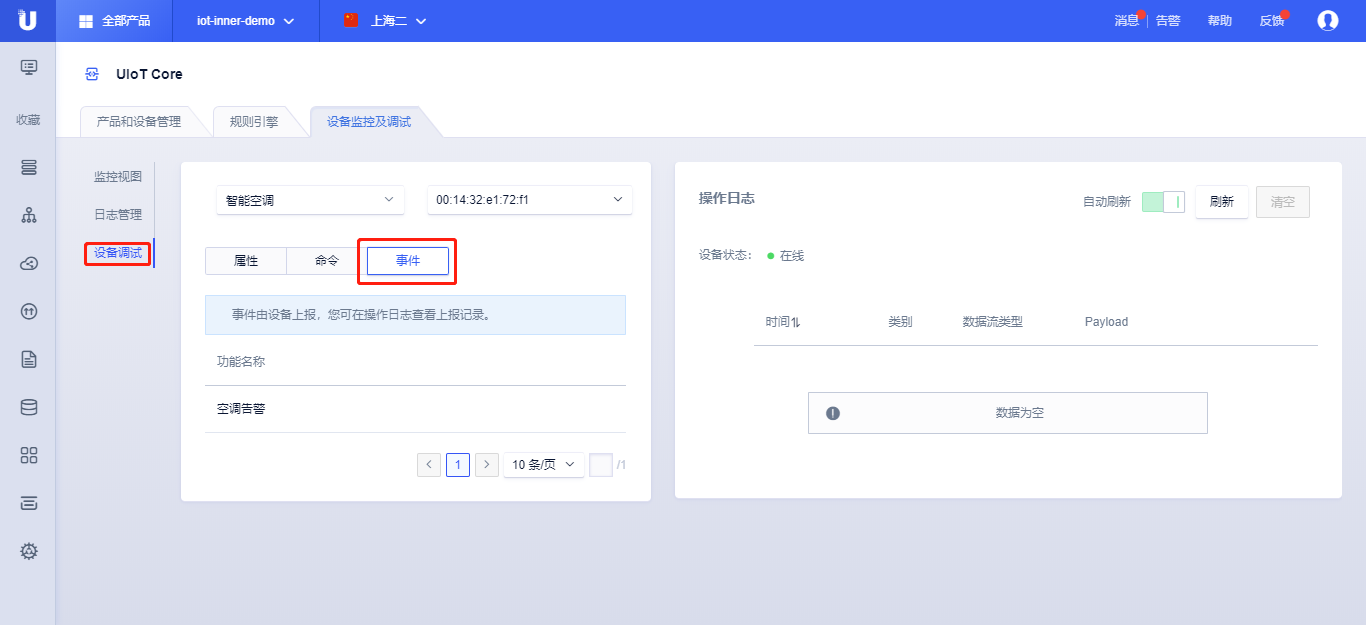 全部产品 iot-inner-demo 上海二 消息 告警 帮助 反馈
收藏
UIoT Core
产品和设备管理 规则引擎 设备监控及调试
监控视图
日志管理
设备调试
智能空调 00:14:32:e1:72:f1
属性 命令 事件
事件由设备上报，您可在操作日志查看上报记录。
功能名称
空调告警
1 10 条/页 /1
操作日志 自动刷新 刷新 清空
设备状态： 在线
时间 类别 数据流类型 Payload
数据为空